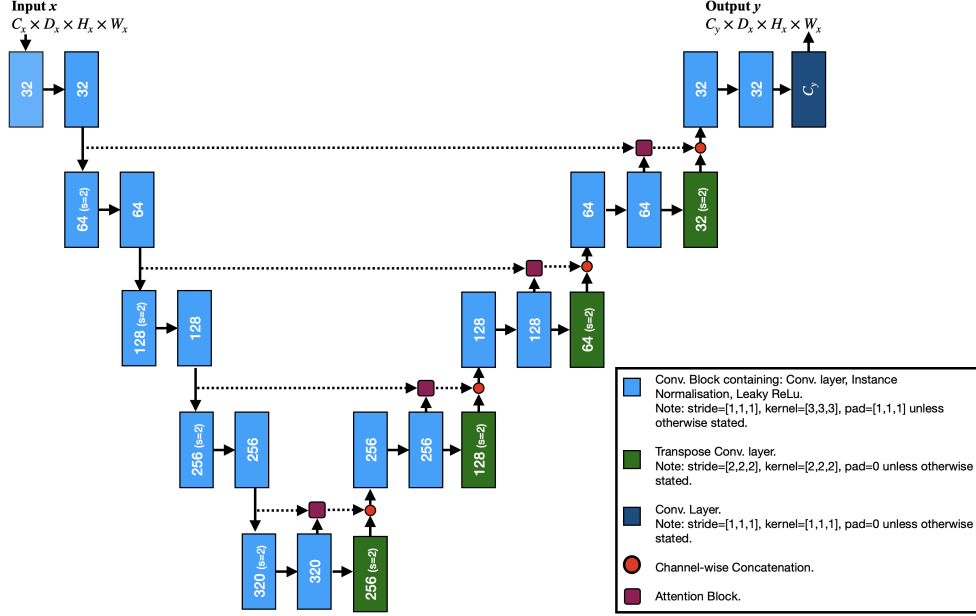 Input x
C_x × D_x × H_x × W_x
Output y
C_y × D_x × H_x × W_x
32
32
32
32
C_y
64 (s=2)
64
64
64
32 (s=2)
128 (s=2)
128
128
128
64 (s=2)
256 (s=2)
256
256
256
128 (s=2)
320 (s=2)
320
256 (s=2)
Conv. Block containing: Conv. layer, Instance
Normalisation, Leaky ReLu.
Note: stride=[1,1,1], kernel=[3,3,3], pad=[1,1,1] unless
otherwise stated.
Transpose Conv. layer.
Note: stride=[2,2,2], kernel=[2,2,2], pad=0 unless otherwise
stated.
Conv. Layer.
Note: stride=[1,1,1], kernel=[1,1,1], pad=0 unless otherwise
stated.
Channel-wise Concatenation.
Attention Block.